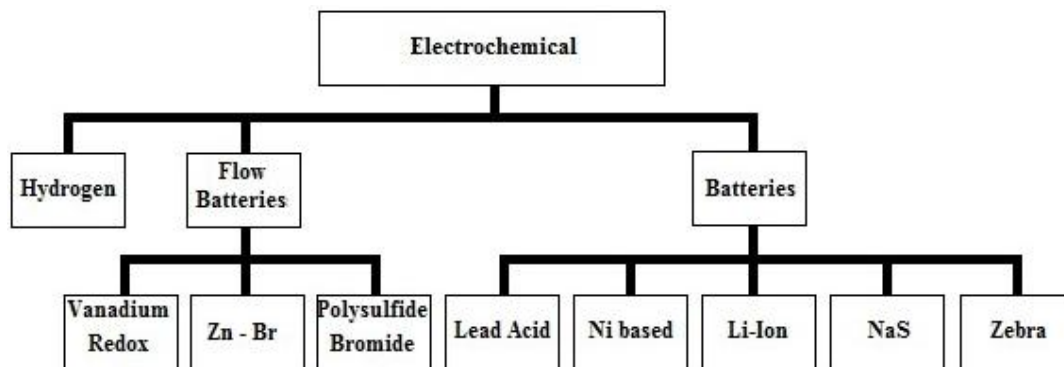 Electrochemical
Hydrogen
Flow
Batteries
Batteries
Vanadium
Redox
Zn - Br
Polysulfide
Bromide
Lead Acid
Ni based
Li-Ion
NaS
Zebra